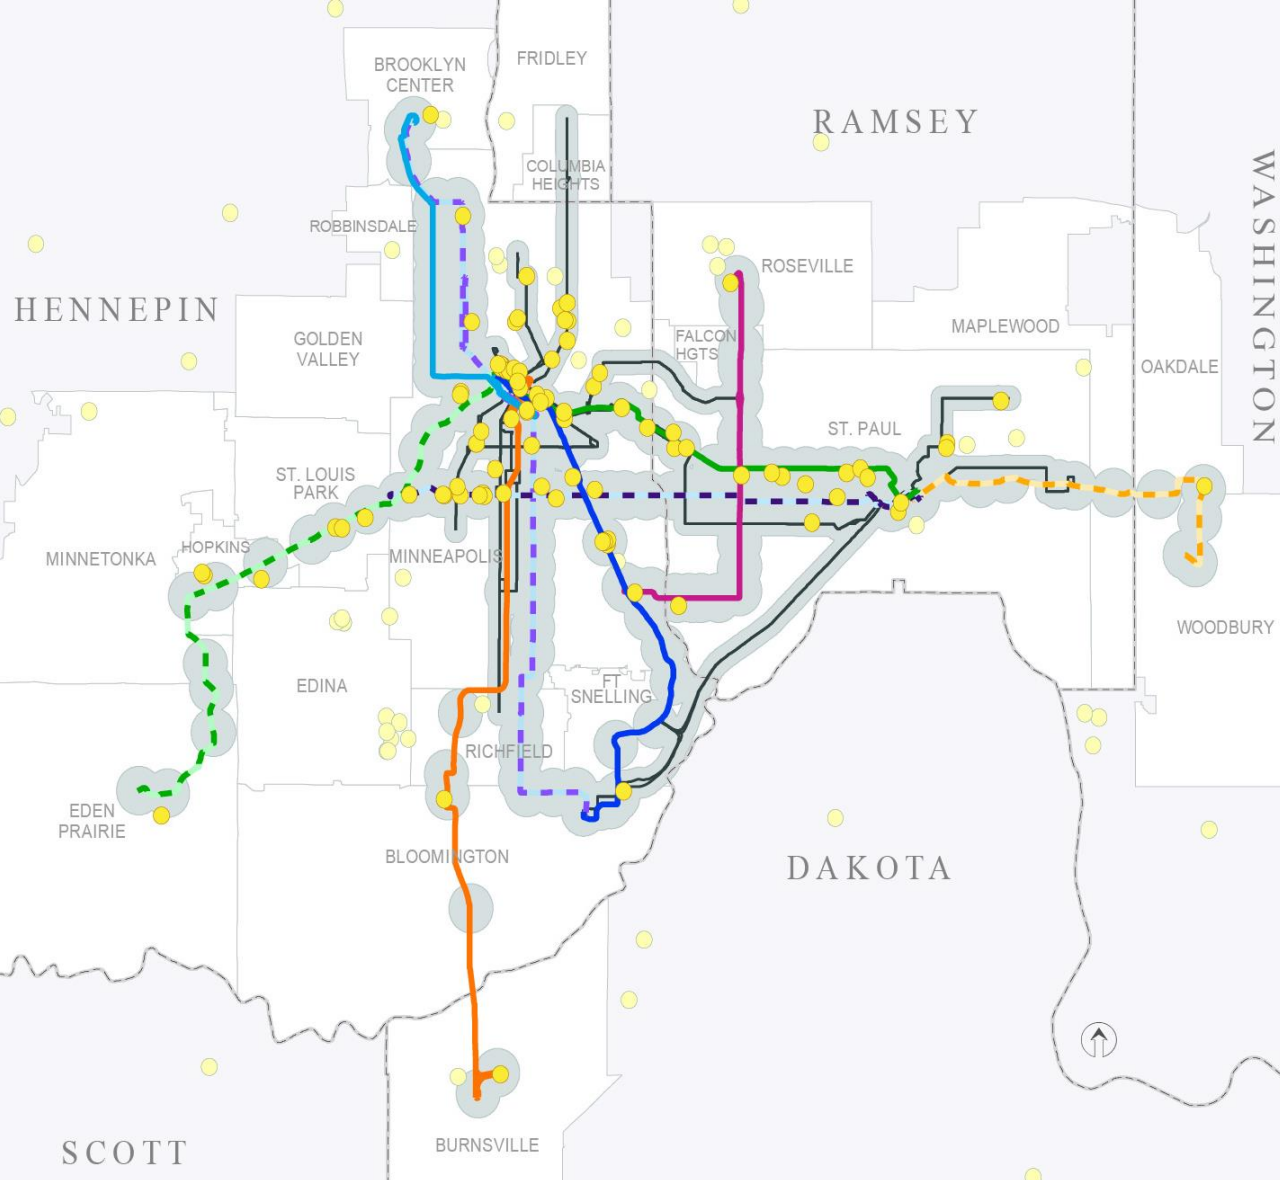 BROOKLYN
CENTER
FRIDLEY
RAMSEY
WASHINGTON
COLUMBIA
HEIGHTS
ROBBINSDALE
ROSEVILLE
HENNEPIN
GOLDEN
VALLEY
FALCON
HGTS
MAPLEWOOD
OAKDALE
ST. PAUL
ST. LOUIS
PARK
HOPKINS
MINNETONKA
MINNEAPOLIS
WOODBURY
EDINA
FT
SNELLING
RICHFIELD
EDEN
PRAIRIE
BLOOMINGTON
DAKOTA
BURNSVILLE
SCOTT